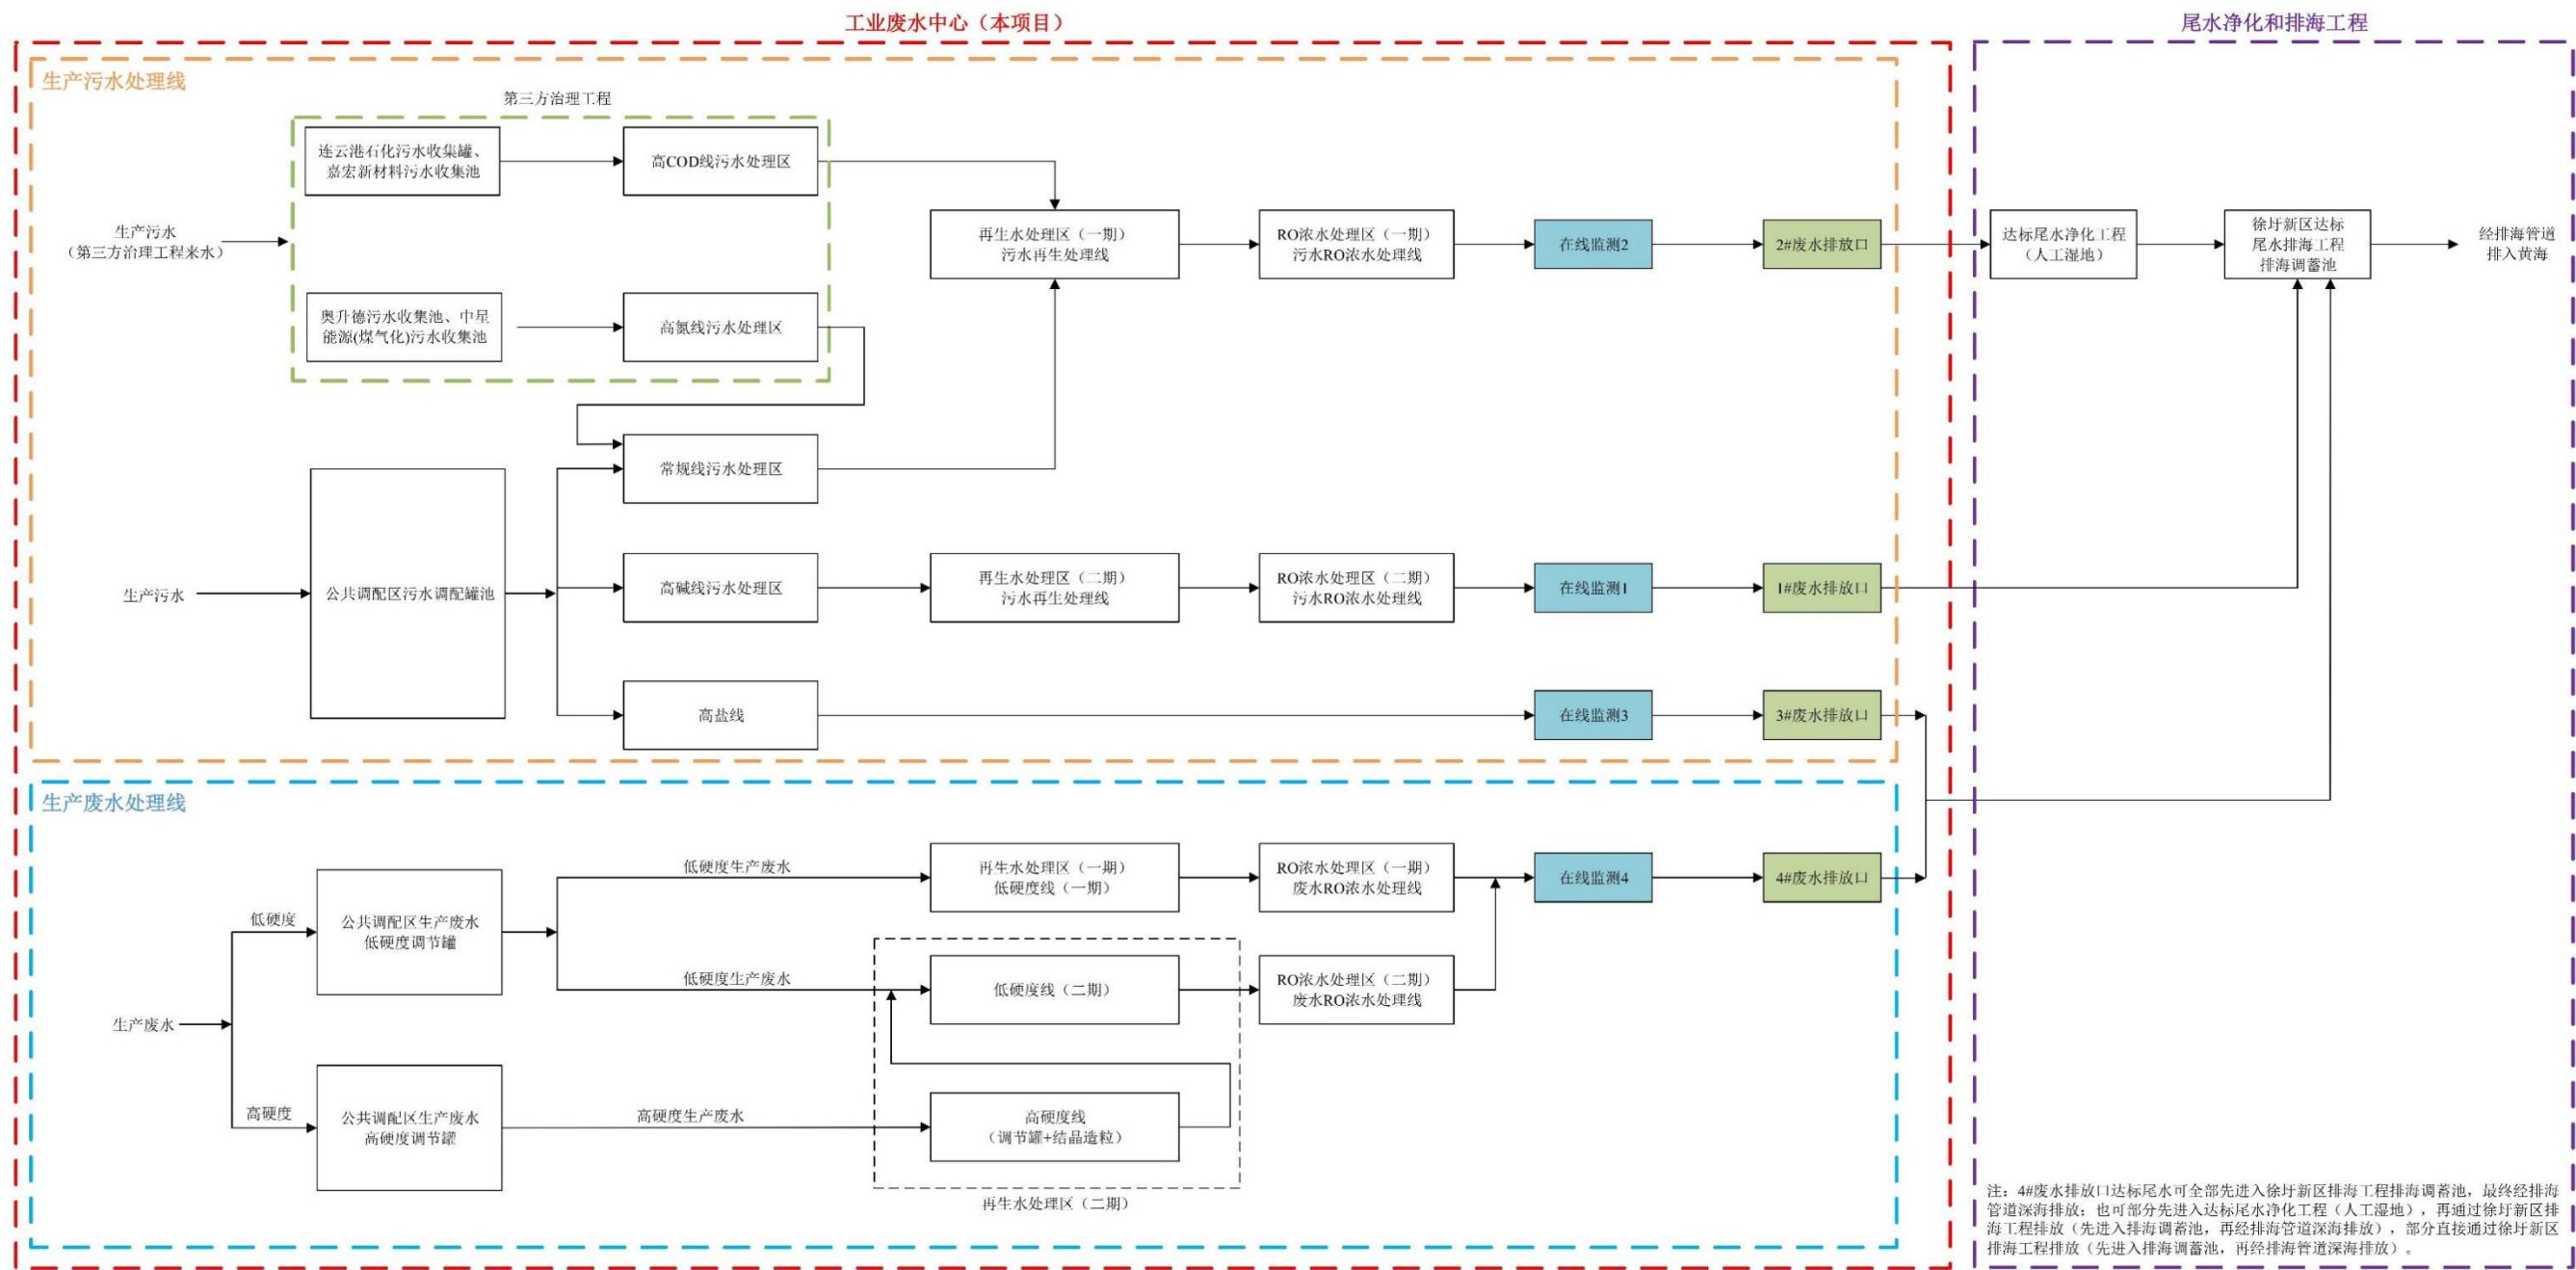 工业废水中心（本项目）
尾水净化和排海工程
生产污水处理线
第三方治理工程
连云港石化污水收集罐、
嘉宏新材料污水收集池
高COD线污水处理区
生产污水
（第三方治理工程来水）
再生水处理区（一期）
污水再生处理线
RO浓水处理区（一期）
污水RO浓水处理线
在线监测2
2#废水排放口
达标尾水净化工程
（人工湿地）
徐圩新区达标
尾水排海工程
排海调蓄池
经排海管道
排入黄海
奥升德污水收集池、中星
能源(煤气化)污水收集池
高氮线污水处理区
常规线污水处理区
生产污水
公共调配区污水调配罐池
高碱线污水处理区
再生水处理区（二期）
污水再生处理线
RO浓水处理区（二期）
污水RO浓水处理线
在线监测1
1#废水排放口
高盐线
在线监测3
3#废水排放口
生产废水处理线
低硬度生产废水
再生水处理区（一期）
低硬度线（一期）
RO浓水处理区（一期）
废水RO浓水处理线
在线监测4
4#废水排放口
低硬度
公共调配区生产废水
低硬度调节罐
低硬度生产废水
低硬度线（二期）
RO浓水处理区（二期）
废水RO浓水处理线
生产废水
高硬度
公共调配区生产废水
高硬度调节罐
高硬度生产废水
高硬度线
（调节罐+结晶造粒）
再生水处理区（二期）
注：4#废水排放口达标尾水可全部先进入徐圩新区排海工程排海调蓄池，最终经排海
管道深海排放；也可部分先进入达标尾水净化工程（人工湿地），再通过徐圩新区排
海工程排放（先进入排海调蓄池，再经排海管道深海排放），部分直接通过徐圩新区
排海工程排放（先进入排海调蓄池，再经排海管道深海排放）。